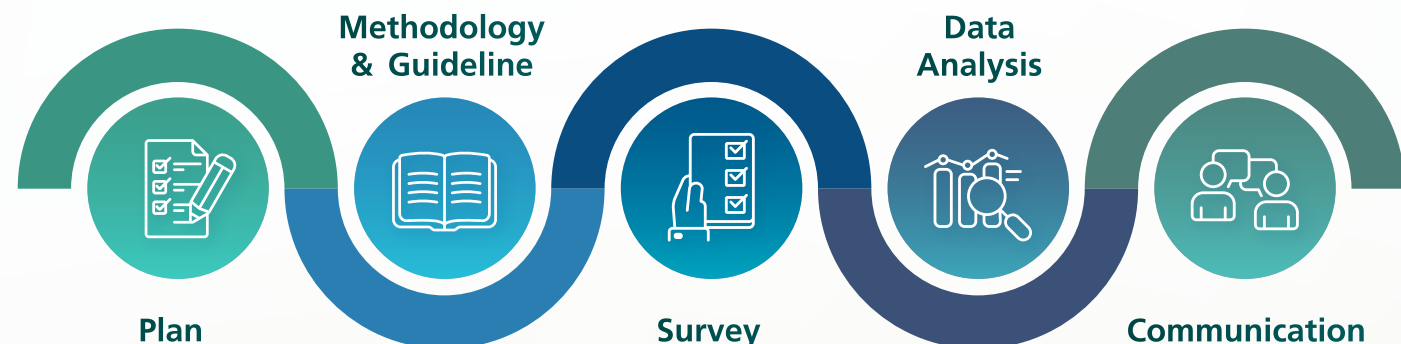 Plan
Methodology
& Guideline
Survey
Data
Analysis
Communication